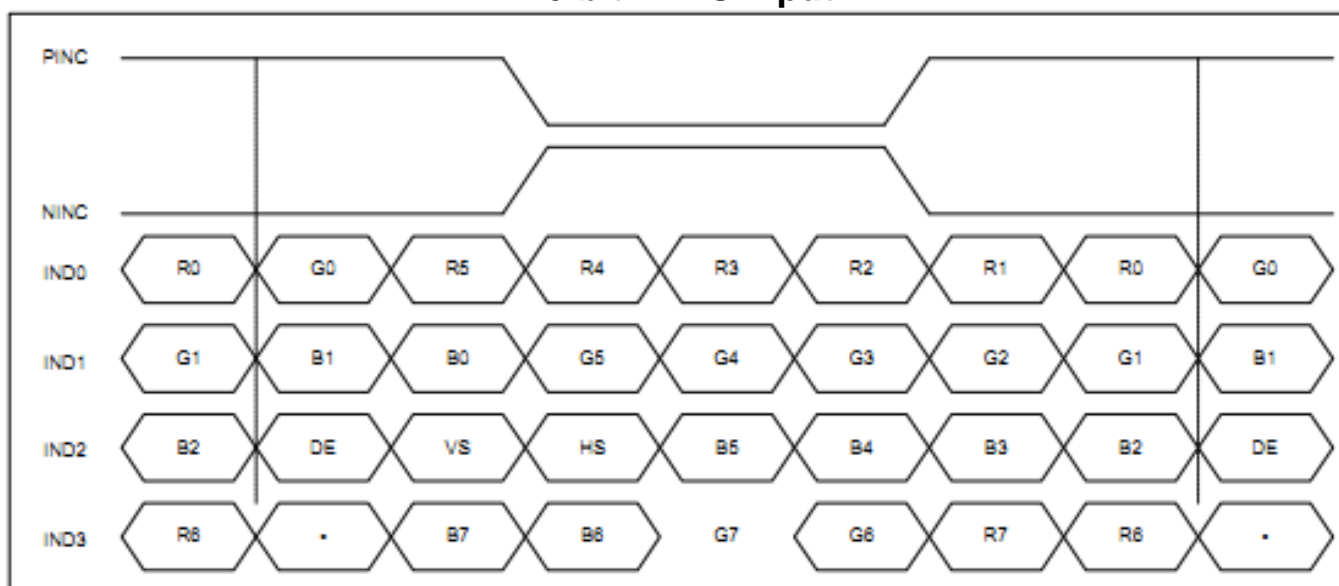 PINC
NINC
IND0 R0 G0 R5 R4 R3 R2 R1 R0 G0
IND1 G1 B1 B0 G5 G4 G3 G2 G1 B1
IND2 B2 DE VS HS B5 B4 B3 B2 DE
IND3 R6 - B7 B6 G7 G6 R7 R6 -